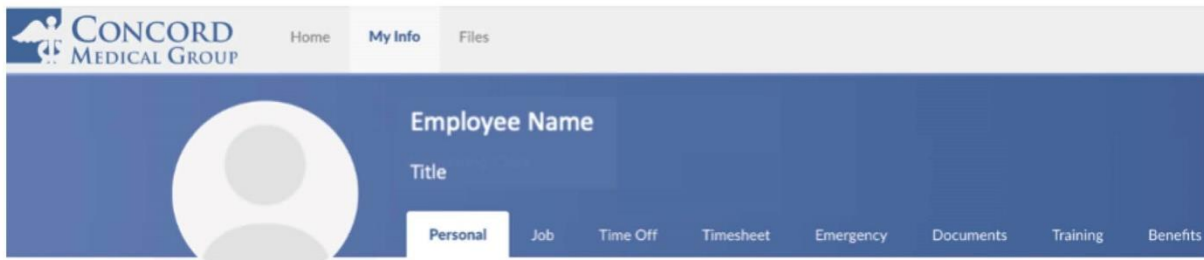 CONCORD
MEDICAL GROUP
Home My Info Files
Employee Name
Title
Personal Job Time Off Timesheet Emergency Documents Training Benefits